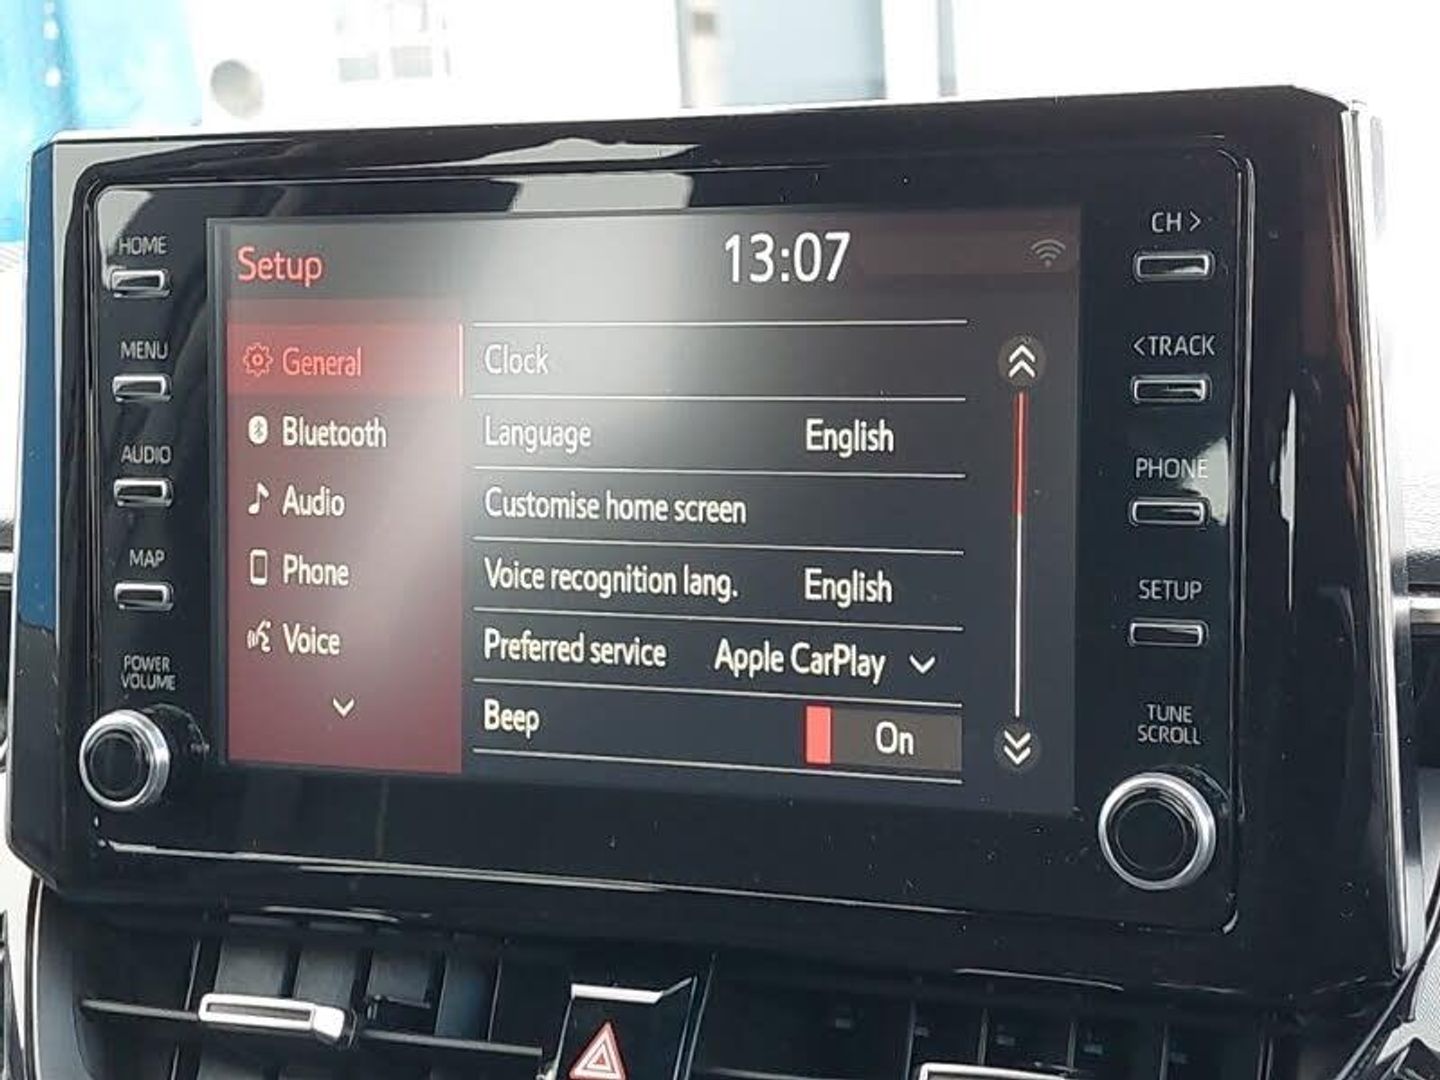 HOME
MENU
AUDIO
MAP
POWER
VOLUME
Setup
13:07
General
Bluetooth
Audio
Phone
Voice
Clock
Language English
Customise home screen
Voice recognition lang. English
Preferred service Apple CarPlay
Beep On
CH >
<TRACK
PHONE
SETUP
TUNE
SCROLL